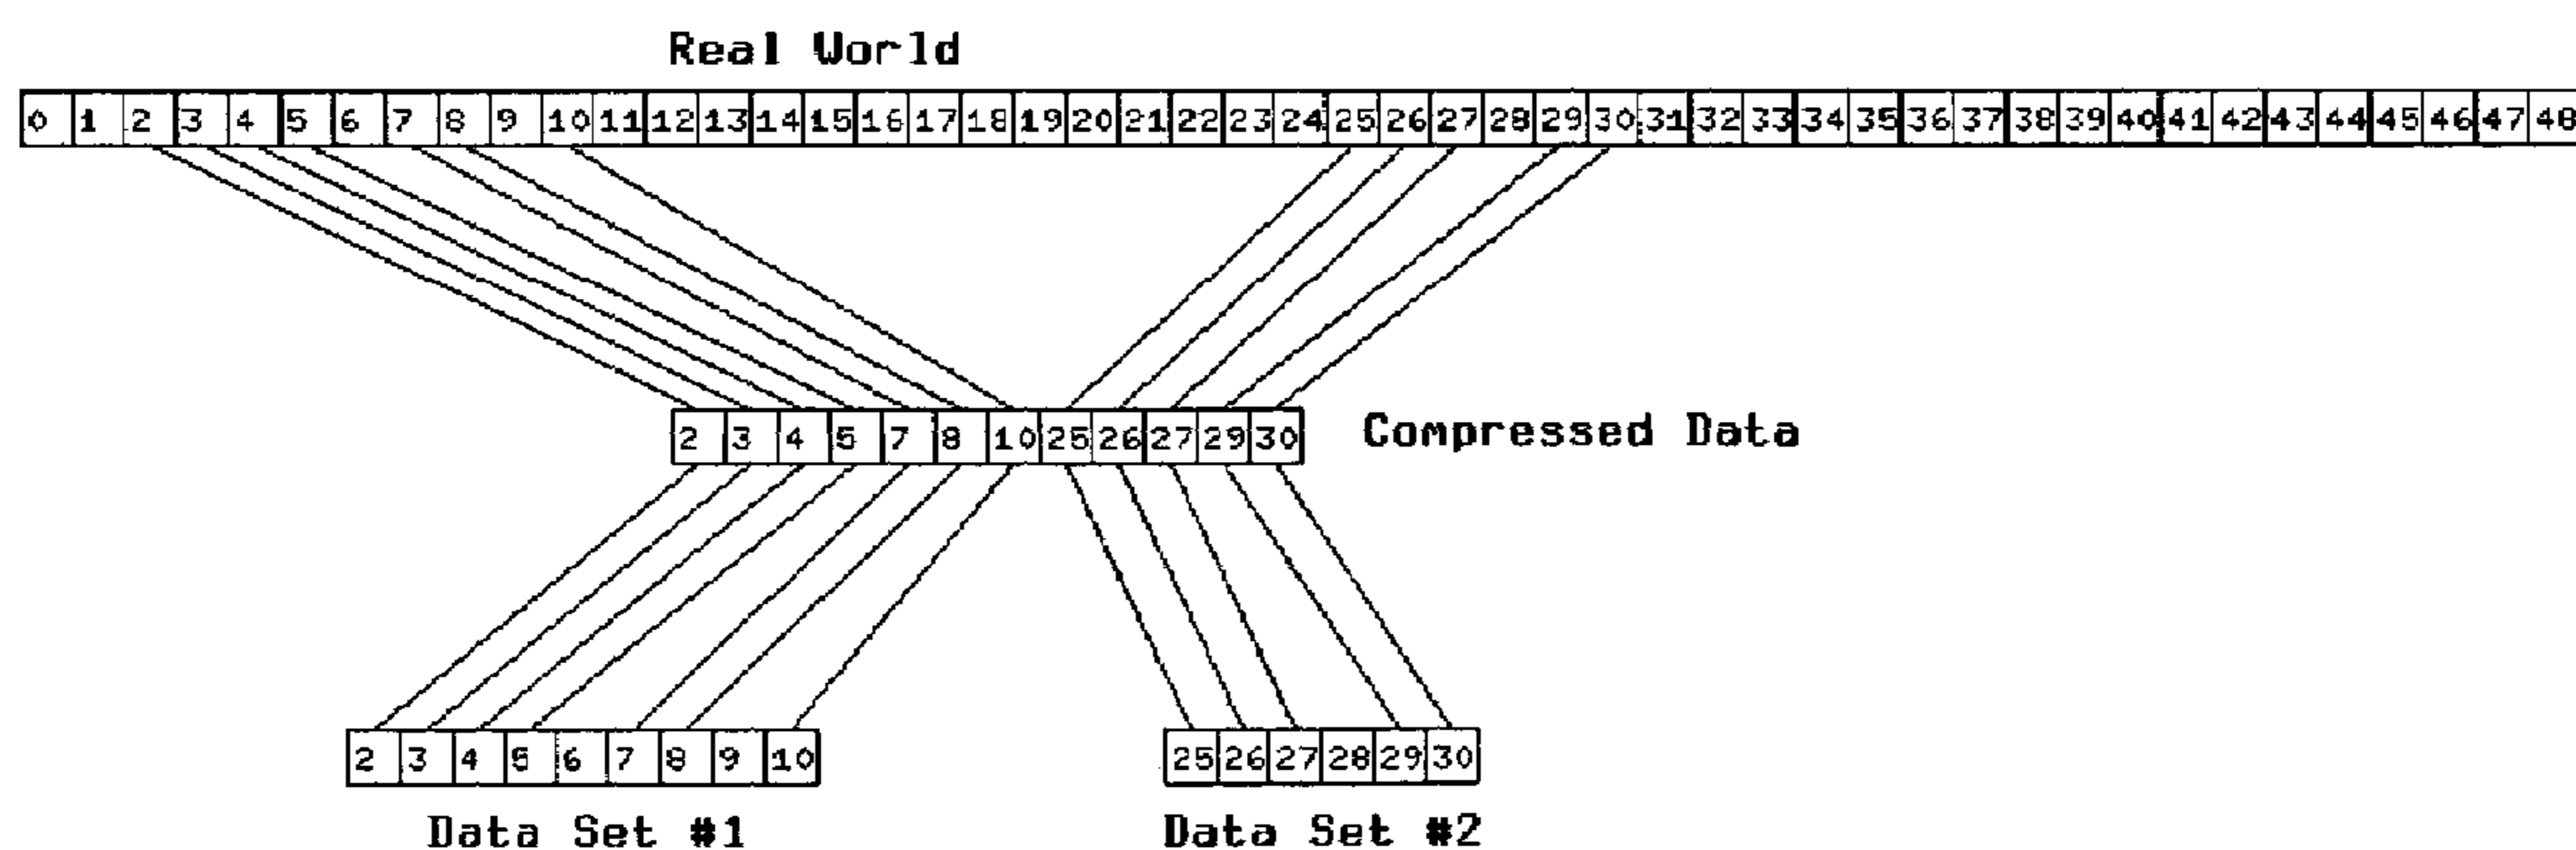 Real World
0 1 2 3 4 5 6 7 8 9 10 11 12 13 14 15 16 17 18 19 20 21 22 23 24 25 26 27 28 29 30 31 32 33 34 35 36 37 38 39 40 41 42 43 44 45 46 47 48
2 3 4 5 7 8 10 25 26 27 29 30 Compressed Data
2 3 4 5 6 7 8 9 10 25 26 27 28 29 30
Data Set #1 Data Set #2